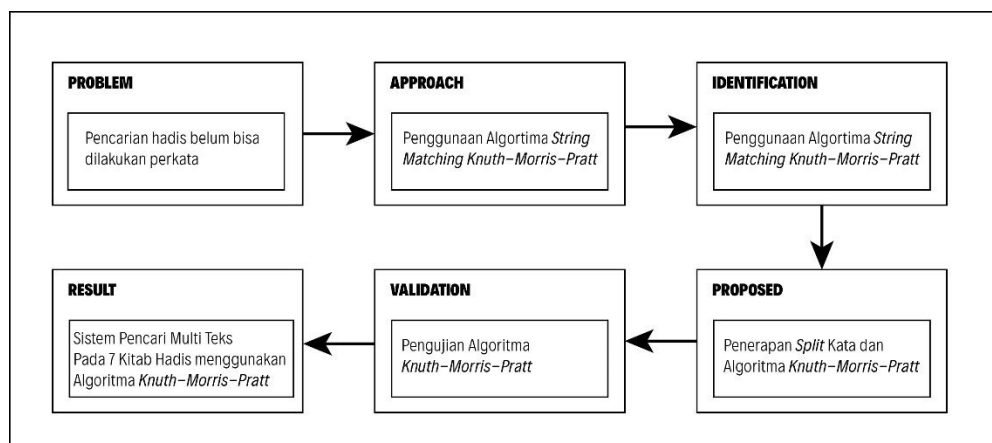 PROBLEM
Pencarian hadis belum bisa
dilakukan perkata
APPROACH
Penggunaan Algortima String
Matching Knuth-Morris-Pratt
IDENTIFICATION
Penggunaan Algortima String
Matching Knuth-Morris-Pratt
PROPOSED
Penerapan Split Kata dan
Algoritma Knuth-Morris-Pratt
VALIDATION
Pengujian Algoritma
Knuth-Morris-Pratt
RESULT
Sistem Pencari Multi Teks
Pada 7 Kitab Hadis menggunakan
Algoritma Knuth-Morris-Pratt